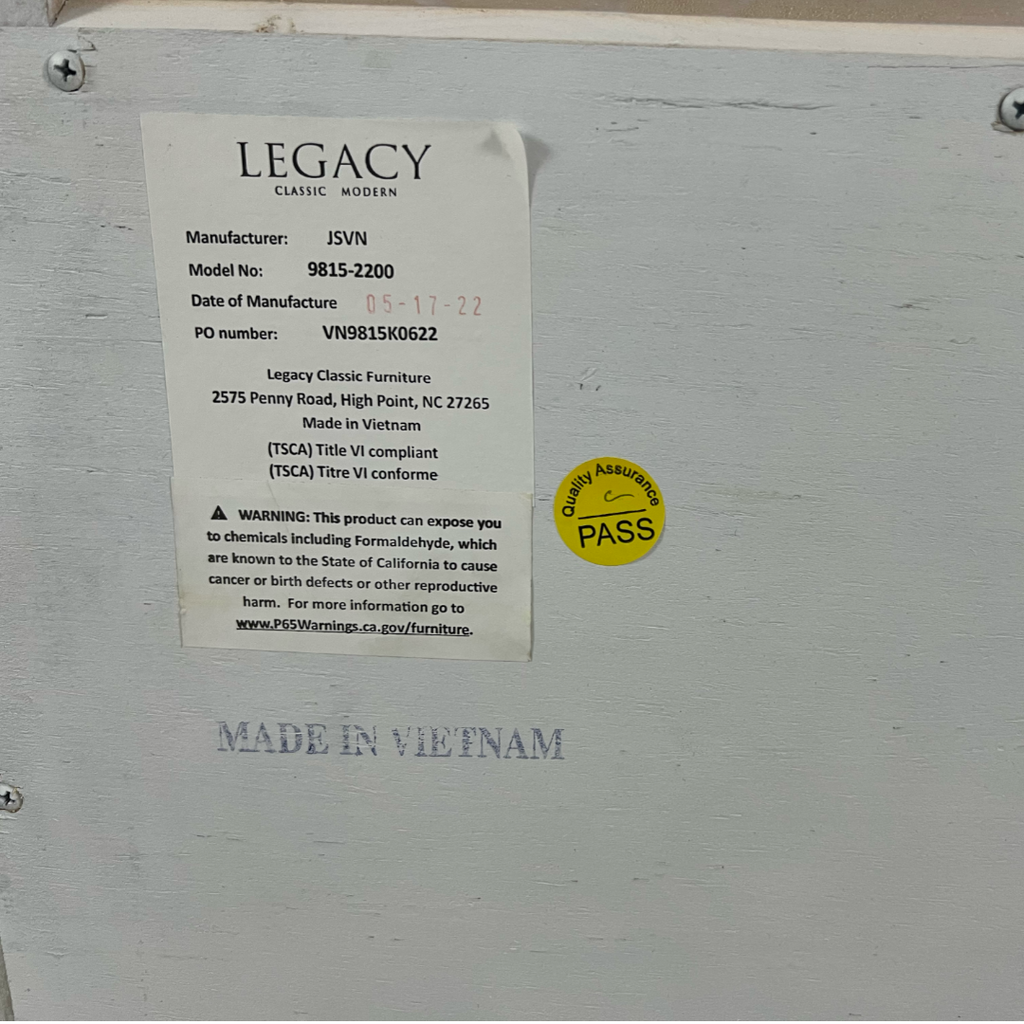 LEGACY
CLASSIC MODERN
Manufacturer: JSVN
Model No: 9815-2200
Date of Manufacture 05-17-22
PO number: VN9815K0622
Legacy Classic Furniture
2575 Penny Road, High Point, NC 27265
Made in Vietnam
(TSCA) Title VI compliant
(TSCA) Titre VI conforme
⚠ WARNING: This product can expose you
to chemicals including Formaldehyde, which
are known to the State of California to cause
cancer or birth defects or other reproductive
harm. For more information go to
www.P65Warnings.ca.gov/furniture.
Quality Assurance
PASS
MADE IN VIETNAM